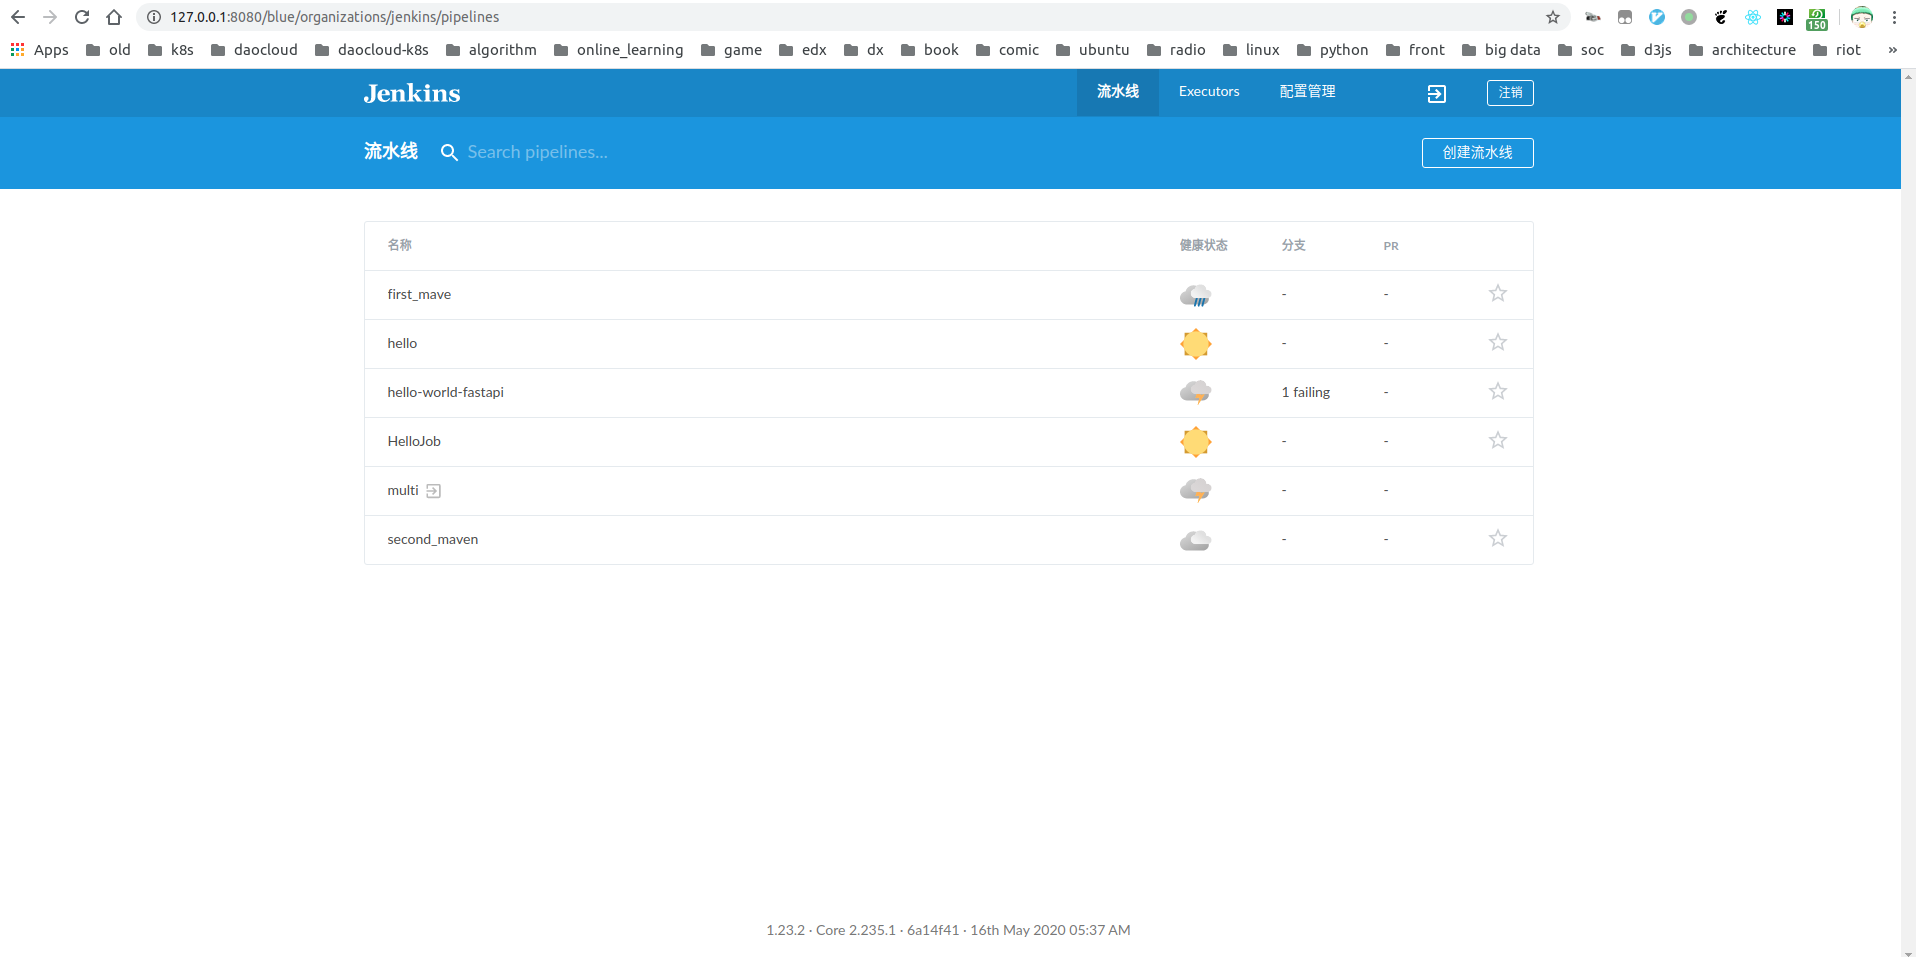 127.0.0.1:8080/blue/organizations/jenkins/pipelines
150
Apps old k8s daocloud daocloud-k8s algorithm online_learning game edx dx book comic ubuntu radio linux python front big data soc d3js architecture riot »
Jenkins 流水线 Executors 配置管理 注销
流水线 Search pipelines... 创建流水线
名称 健康状态 分支 PR
first_mave - -
hello - -
hello-world-fastapi 1 failing -
HelloJob - -
multi - -
second_maven - -
1.23.2 · Core 2.235.1 · 6a14f41 · 16th May 2020 05:37 AM